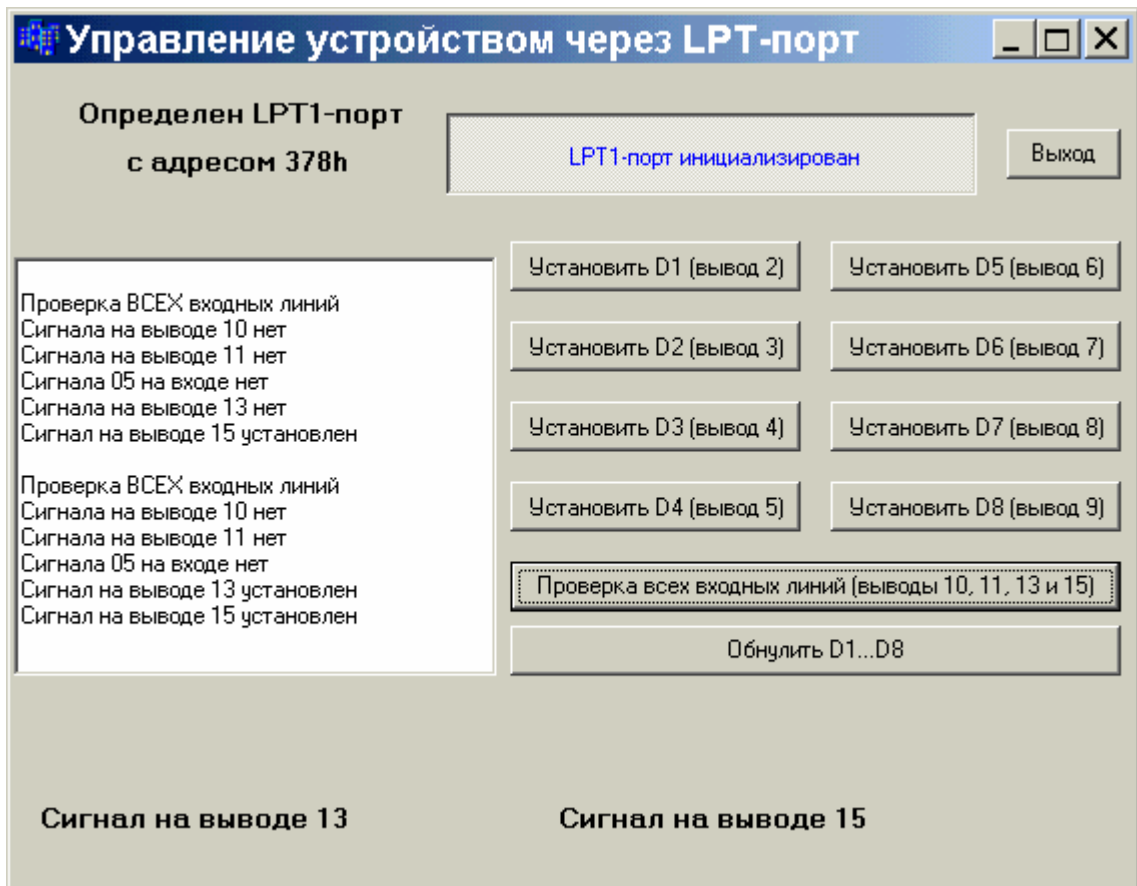 Управление устройством через LPT-порт
Определен LPT1-порт
с адресом 378h
LPT1-порт инициализирован
Выход
Проверка ВСЕХ входных линий
Сигнала на выводе 10 нет
Сигнала на выводе 11 нет
Сигнала 05 на входе нет
Сигнала на выводе 13 нет
Сигнал на выводе 15 установлен
Проверка ВСЕХ входных линий
Сигнала на выводе 10 нет
Сигнала на выводе 11 нет
Сигнала 05 на входе нет
Сигнал на выводе 13 установлен
Сигнал на выводе 15 установлен
Установить D1 (вывод 2)
Установить D5 (вывод 6)
Установить D2 (вывод 3)
Установить D6 (вывод 7)
Установить D3 (вывод 4)
Установить D7 (вывод 8)
Установить D4 (вывод 5)
Установить D8 (вывод 9)
Проверка всех входных линий (выводы 10, 11, 13 и 15)
Обнулить D1...D8
Сигнал на выводе 13
Сигнал на выводе 15